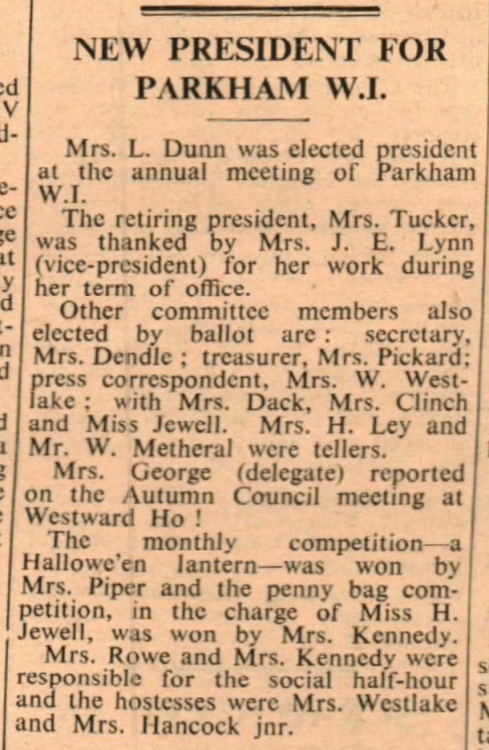 NEW PRESIDENT FOR
PARKHAM W.I.
Mrs. L. Dunn was elected president
at the annual meeting of Parkham
W.I.
The retiring president, Mrs. Tucker,
was thanked by Mrs. J. E. Lynn
(vice-president) for her work during
her term of office.
Other committee members also
elected by ballot are : secretary,
Mrs. Dendle ; treasurer, Mrs. Pickard;
press correspondent, Mrs. W. West-
lake ; with Mrs. Dack, Mrs. Clinch
and Miss Jewell. Mrs. H. Ley and
Mr. W. Metheral were tellers.
Mrs. George (delegate) reported
on the Autumn Council meeting at
Westward Ho !
The monthly competition—a
Hallowe'en lantern—was won by
Mrs. Piper and the penny bag com-
petition, in the charge of Miss H.
Jewell, was won by Mrs. Kennedy.
Mrs. Rowe and Mrs. Kennedy were
responsible for the social half-hour
and the hostesses were Mrs. Westlake
and Mrs. Hancock jnr.